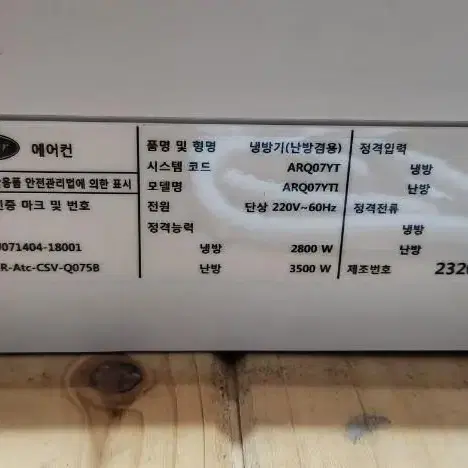 에어컨
용품 안전관리법에 의한 표시
인증 마크 및 번호
071404-18001
R-Atc-CSV-Q075B
품명 및 형명 냉방기(난방겸용)
시스템 코드 ARQ07YT
모델명 ARQ07YTI
전원 단상 220V~60Hz
정격능력
냉방 2800 W
난방 3500 W
정격입력
냉방
난방
정격전류
냉방
난방
제조번호 232